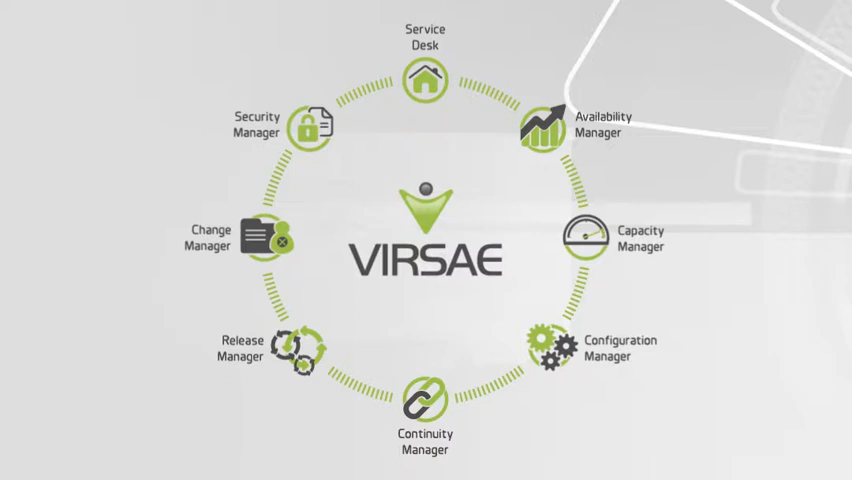 Service
Desk
Security
Manager
Availability
Manager
Change
Manager
VIRSAE
Capacity
Manager
Release
Manager
Configuration
Manager
Continuity
Manager